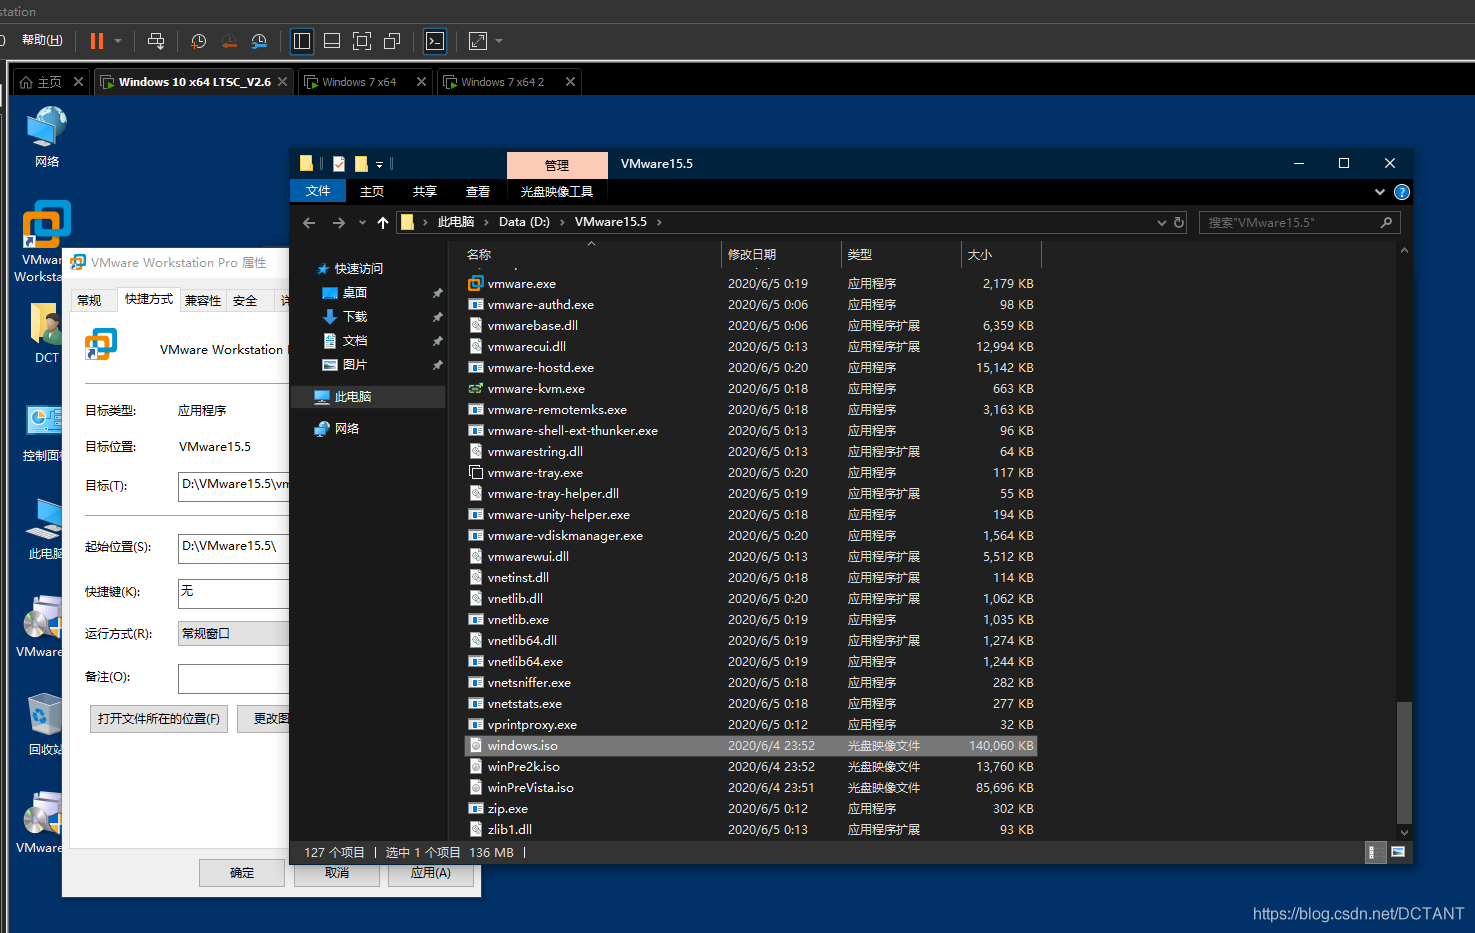 station
) 帮助(H)
主页
Windows 10 x64 LTSC_V2.6
Windows 7 x64
Windows 7 x64 2
网络
VMwar
Worksta
DCT
控制面
此电脑
VMware
回收站
VMware
VMware Workstation Pro 属性
常规
快捷方式
兼容性
安全
详
VMware Workstation
目标类型:
应用程序
目标位置:
VMware15.5
目标(T):
D:\VMware15.5\vm
起始位置(S):
D:\VMware15.5\
快捷键(K):
无
运行方式(R):
常规窗口
备注(O):
打开文件所在的位置(F)
更改图
确定
取消
应用(A)
管理
VMware15.5
文件
主页
共享
查看
光盘映像工具
此电脑 › Data (D:) › VMware15.5 ›
搜索"VMware15.5"
快速访问
桌面
下载
文档
图片
此电脑
网络
名称 修改日期 类型 大小
vmware.exe 2020/6/5 0:19 应用程序 2,179 KB
vmware-authd.exe 2020/6/5 0:06 应用程序 98 KB
vmwarebase.dll 2020/6/5 0:06 应用程序扩展 6,359 KB
vmwarecui.dll 2020/6/5 0:13 应用程序扩展 12,994 KB
vmware-hostd.exe 2020/6/5 0:20 应用程序 15,142 KB
vmware-kvm.exe 2020/6/5 0:18 应用程序 663 KB
vmware-remotemks.exe 2020/6/5 0:18 应用程序 3,163 KB
vmware-shell-ext-thunker.exe 2020/6/5 0:13 应用程序 96 KB
vmwarestring.dll 2020/6/5 0:13 应用程序扩展 64 KB
vmware-tray.exe 2020/6/5 0:20 应用程序 117 KB
vmware-tray-helper.dll 2020/6/5 0:19 应用程序扩展 55 KB
vmware-unity-helper.exe 2020/6/5 0:18 应用程序 194 KB
vmware-vdiskmanager.exe 2020/6/5 0:20 应用程序 1,564 KB
vmwarewui.dll 2020/6/5 0:13 应用程序扩展 5,512 KB
vnetinst.dll 2020/6/5 0:18 应用程序扩展 114 KB
vnetlib.dll 2020/6/5 0:20 应用程序扩展 1,062 KB
vnetlib.exe 2020/6/5 0:19 应用程序 1,035 KB
vnetlib64.dll 2020/6/5 0:19 应用程序扩展 1,274 KB
vnetlib64.exe 2020/6/5 0:19 应用程序 1,244 KB
vnetsniffer.exe 2020/6/5 0:18 应用程序 282 KB
vnetstats.exe 2020/6/5 0:18 应用程序 277 KB
vprintproxy.exe 2020/6/5 0:12 应用程序 32 KB
windows.iso 2020/6/4 23:52 光盘映像文件 140,060 KB
winPre2k.iso 2020/6/4 23:52 光盘映像文件 13,760 KB
winPreVista.iso 2020/6/4 23:51 光盘映像文件 85,696 KB
zip.exe 2020/6/5 0:12 应用程序 302 KB
zlib1.dll 2020/6/5 0:13 应用程序扩展 93 KB
127 个项目 | 选中 1 个项目 136 MB |
https://blog.csdn.net/DCTANT